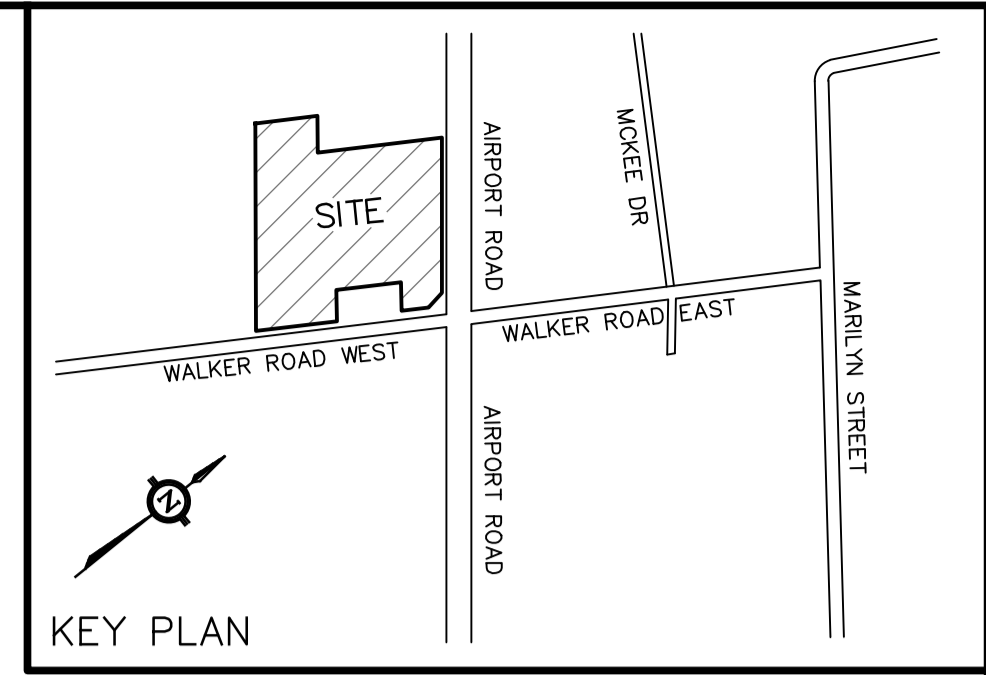 AIRPORT ROAD
MCKEE DR
SITE
MARILYN STREET
WALKER ROAD EAST
WALKER ROAD WEST
AIRPORT ROAD
N
KEY PLAN